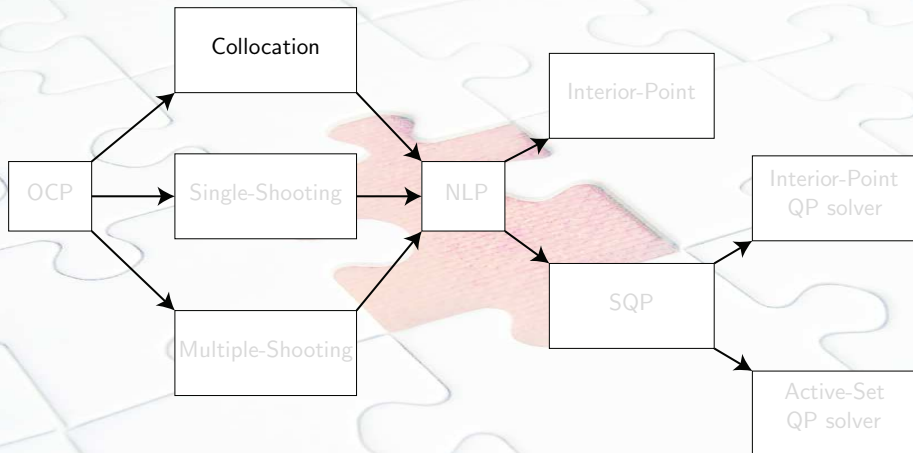 Collocation
OCP
Single-Shooting
Multiple-Shooting
NLP
Interior-Point
SQP
Interior-Point
QP solver
Active-Set
QP solver